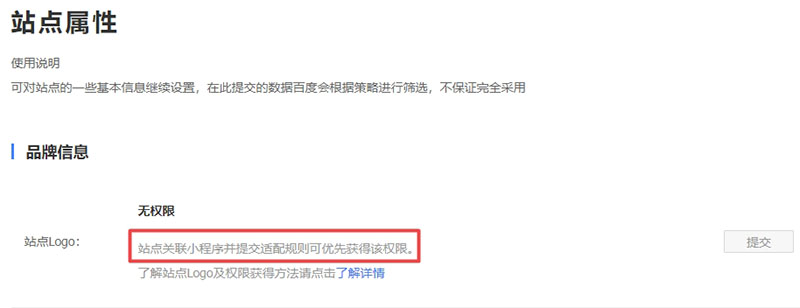 站点属性
使用说明
可对站点的一些基本信息继续设置，在此提交的数据百度会根据策略进行筛选，不保证完全采用
品牌信息
无权限
站点Logo：
站点关联小程序并提交适配规则可优先获得该权限。
提交
了解站点Logo及权限获得方法请点击了解详情